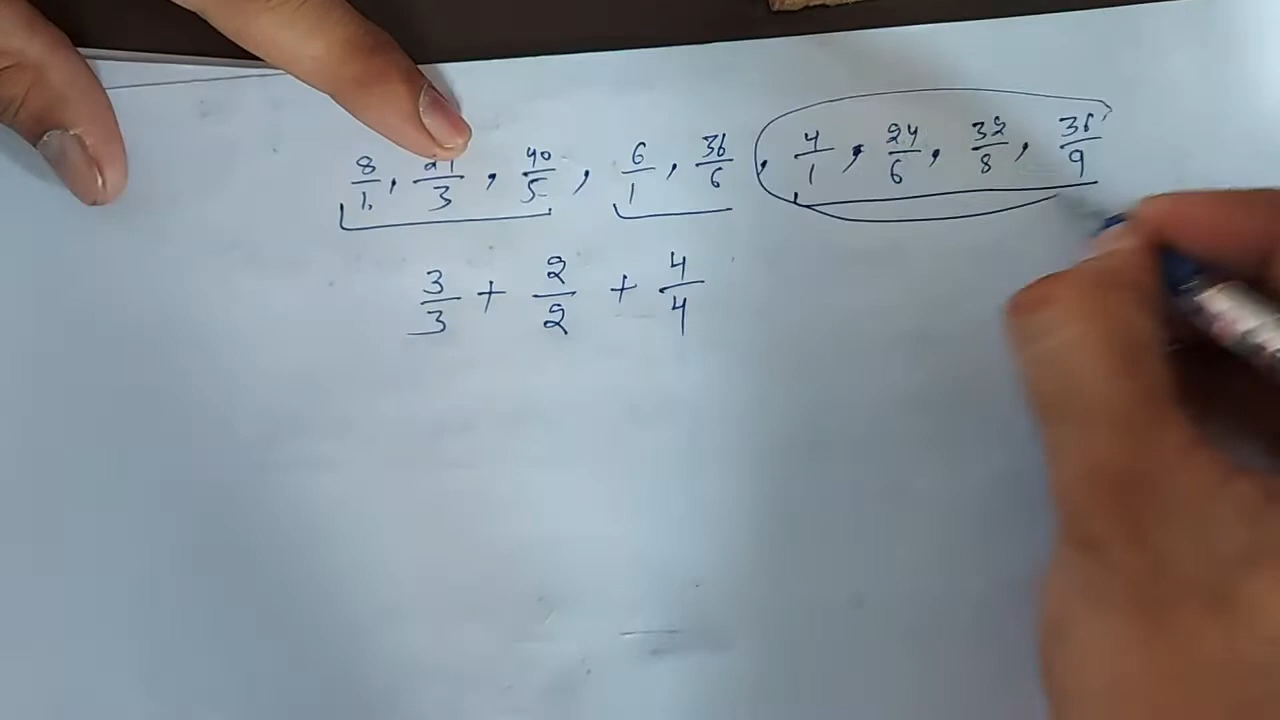 8/1, /3, 40/5, 6/1, 36/6, 4/1, 24/6, 32/8, 36/9
3/3 + 2/2 + 4/4